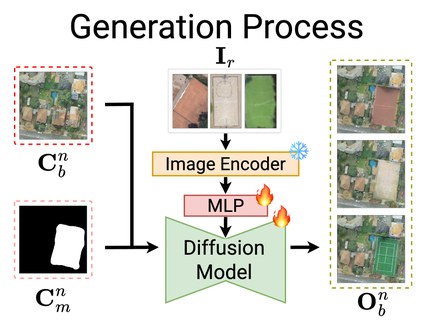 Generation Process
I_r
C_b^n
Image Encoder
MLP
Diffusion
Model
C_m^n
O_b^n